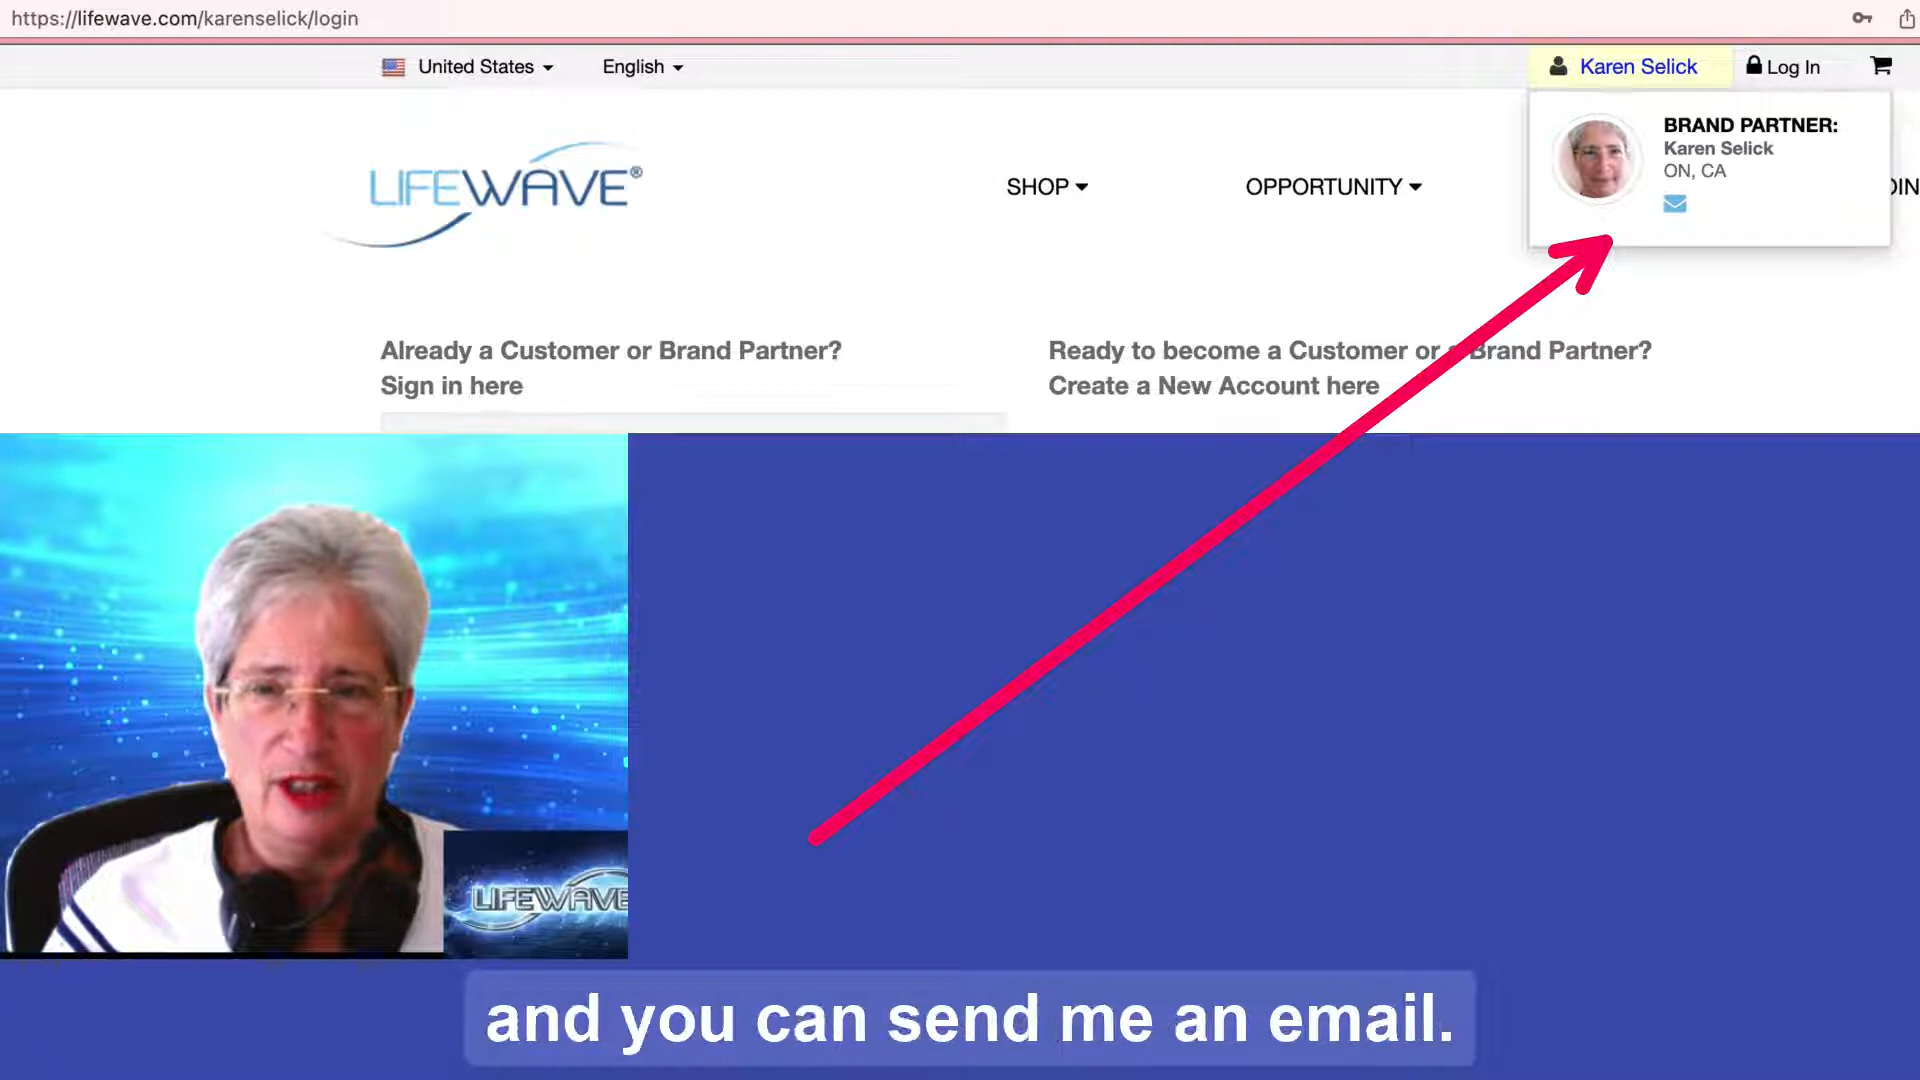 https://lifewave.com/karenselick/login
United States
English
Karen Selick
Log In
BRAND PARTNER:
Karen Selick
ON, CA
LIFEWAVE®
SHOP
OPPORTUNITY
Already a Customer or Brand Partner?
Sign in here
Ready to become a Customer or a Brand Partner?
Create a New Account here
LIFEWAVE
and you can send me an email.